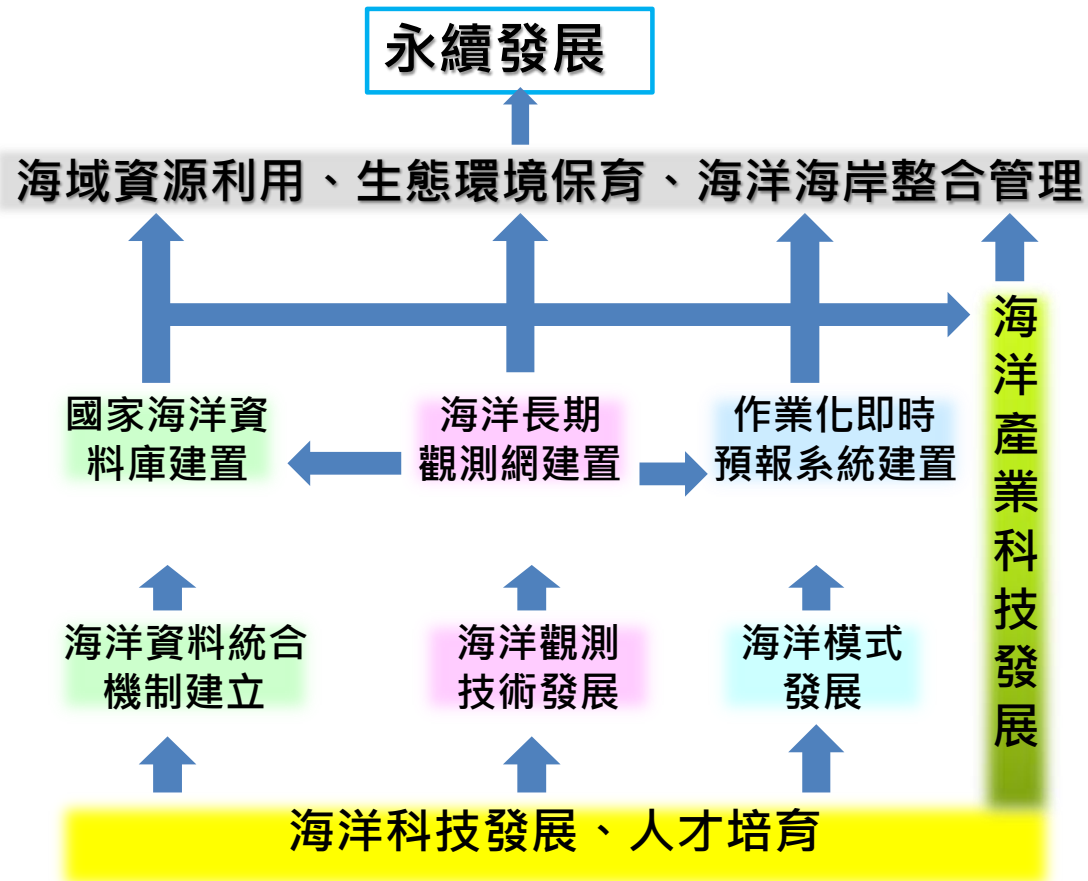 永續發展
海域資源利用、生態環境保育、海洋海岸整合管理
國家海洋資
料庫建置
海洋長期
觀測網建置
作業化即時
預報系統建置
海洋產業科技發展
海洋資料統合
機制建立
海洋觀測
技術發展
海洋模式
發展
海洋科技發展、人才培育